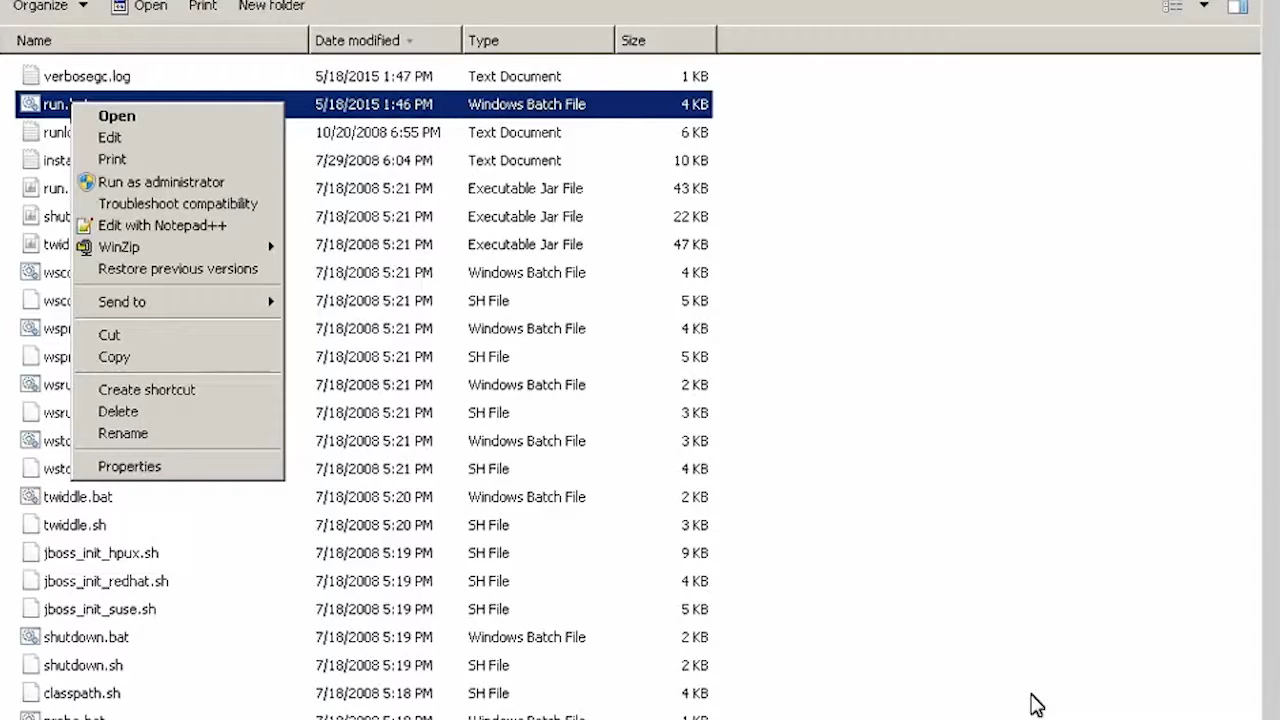 Organize Open Print New folder
Name Date modified Type Size
verbosegc.log 5/18/2015 1:47 PM Text Document 1 KB
run. 5/18/2015 1:46 PM Windows Batch File 4 KB
runlo 10/20/2008 6:55 PM Text Document 6 KB
insta 7/29/2008 6:04 PM Text Document 10 KB
run. 7/18/2008 5:21 PM Executable Jar File 43 KB
shut 7/18/2008 5:21 PM Executable Jar File 22 KB
twid 7/18/2008 5:21 PM Executable Jar File 47 KB
wsco 7/18/2008 5:21 PM Windows Batch File 4 KB
wsco 7/18/2008 5:21 PM SH File 5 KB
wspr 7/18/2008 5:21 PM Windows Batch File 4 KB
wspr 7/18/2008 5:21 PM SH File 5 KB
wsru 7/18/2008 5:21 PM Windows Batch File 2 KB
wsru 7/18/2008 5:21 PM SH File 3 KB
wsto 7/18/2008 5:21 PM Windows Batch File 3 KB
wsto 7/18/2008 5:21 PM SH File 4 KB
twiddle.bat 7/18/2008 5:20 PM Windows Batch File 2 KB
twiddle.sh 7/18/2008 5:20 PM SH File 3 KB
jboss_init_hpux.sh 7/18/2008 5:19 PM SH File 9 KB
jboss_init_redhat.sh 7/18/2008 5:19 PM SH File 4 KB
jboss_init_suse.sh 7/18/2008 5:19 PM SH File 5 KB
shutdown.bat 7/18/2008 5:19 PM Windows Batch File 2 KB
shutdown.sh 7/18/2008 5:19 PM SH File 2 KB
classpath.sh 7/18/2008 5:18 PM SH File 4 KB
Open
Edit
Print
Run as administrator
Troubleshoot compatibility
Edit with Notepad++
WinZip
Restore previous versions
Send to
Cut
Copy
Create shortcut
Delete
Rename
Properties